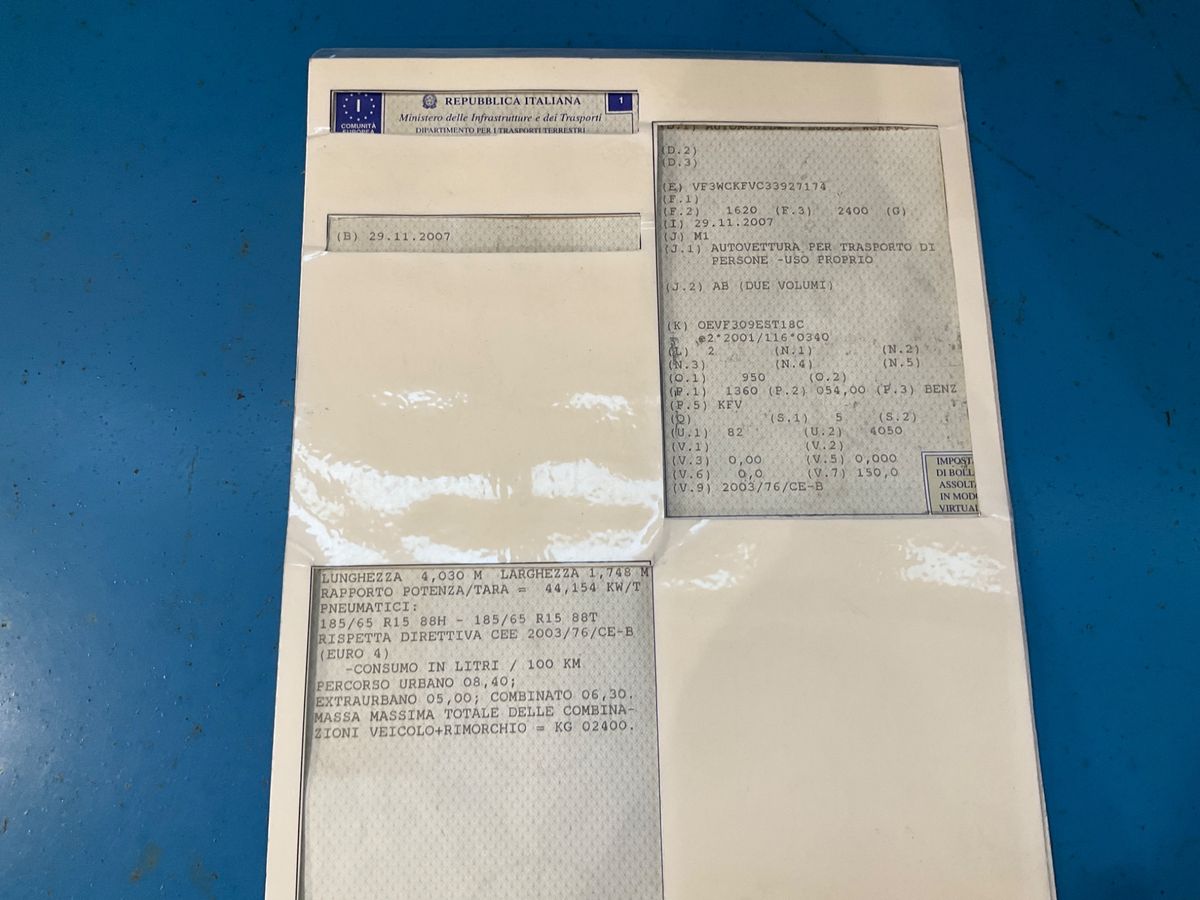 I
COMUNITÀ
EUROPEA
REPUBBLICA ITALIANA
1
Ministero delle Infrastrutture e dei Trasporti
DIPARTIMENTO PER I TRASPORTI TERRESTRI
(B) 29.11.2007
(D.2)
(D.3)
(E) VF3WCKFVC33927174
(F.1)
(F.2) 1620 (F.3) 2400 (G)
(I) 29.11.2007
(J) M1
(J.1) AUTOVETTURA PER TRASPORTO DI
PERSONE -USO PROPRIO
(J.2) AB (DUE VOLUMI)
(K) OEVF309EST18C
e2*2001/116*0340
(L) 2 (N.1) (N.2)
(N.3) (N.4) (N.5)
(O.1) 950 (O.2)
(P.1) 1360 (P.2) 054,00 (P.3) BENZ
(P.5) KFV
(Q) (S.1) 5 (S.2)
(U.1) 82 (U.2) 4050
(V.1) (V.2)
(V.3) 0,00 (V.5) 0,000
(V.6) 0,0 (V.7) 150,0
(V.9) 2003/76/CE-B
IMPOST
DI BOLL
ASSOLTA
IN MODO
VIRTUAL
LUNGHEZZA 4,030 M LARGHEZZA 1,748 M
RAPPORTO POTENZA/TARA = 44,154 KW/T
PNEUMATICI:
185/65 R15 88H - 185/65 R15 88T
RISPETTA DIRETTIVA CEE 2003/76/CE-B
(EURO 4)
-CONSUMO IN LITRI / 100 KM
PERCORSO URBANO 08,40;
EXTRAURBANO 05,00; COMBINATO 06,30.
MASSA MASSIMA TOTALE DELLE COMBINA-
ZIONI VEICOLO+RIMORCHIO = KG 02400.